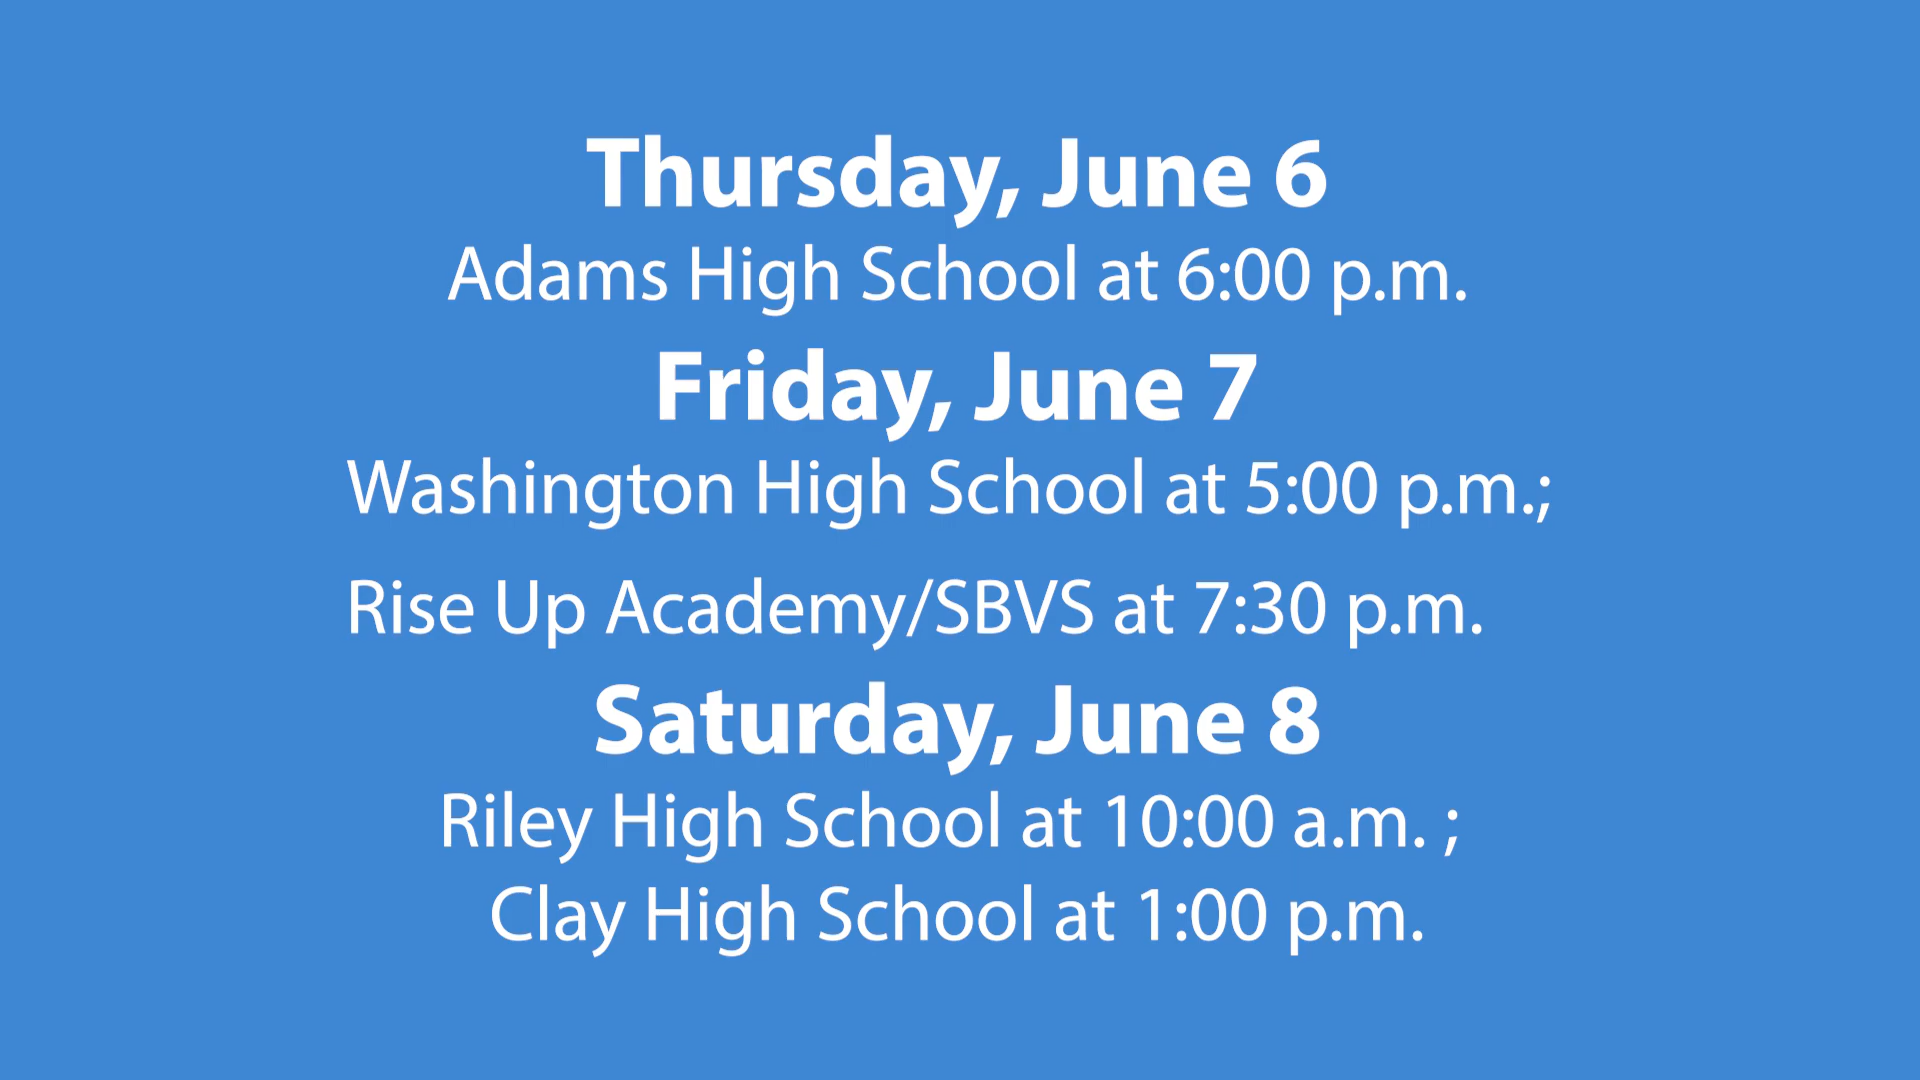 Thursday, June 6
Adams High School at 6:00 p.m.
Friday, June 7
Washington High School at 5:00 p.m.;
Rise Up Academy/SBVS at 7:30 p.m.
Saturday, June 8
Riley High School at 10:00 a.m. ;
Clay High School at 1:00 p.m.